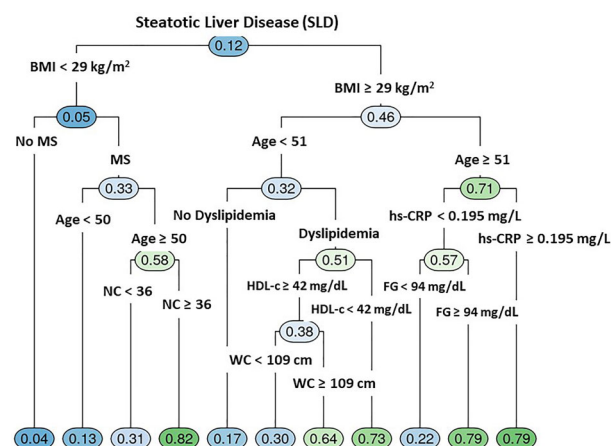 Steatotic Liver Disease (SLD)
0.12
BMI < 29 kg/m²
BMI ≥ 29 kg/m²
0.05
0.46
No MS
MS
Age < 51
Age ≥ 51
0.33
0.32
0.71
Age < 50
Age ≥ 50
No Dyslipidemia
Dyslipidemia
hs-CRP < 0.195 mg/L
hs-CRP ≥ 0.195 mg/L
0.58
0.51
0.57
NC < 36
NC ≥ 36
HDL-c ≥ 42 mg/dL
HDL-c < 42 mg/dL
FG < 94 mg/dL
FG ≥ 94 mg/dL
0.38
WC < 109 cm
WC ≥ 109 cm
0.04 0.13 0.31 0.82 0.17 0.30 0.64 0.73 0.22 0.79 0.79